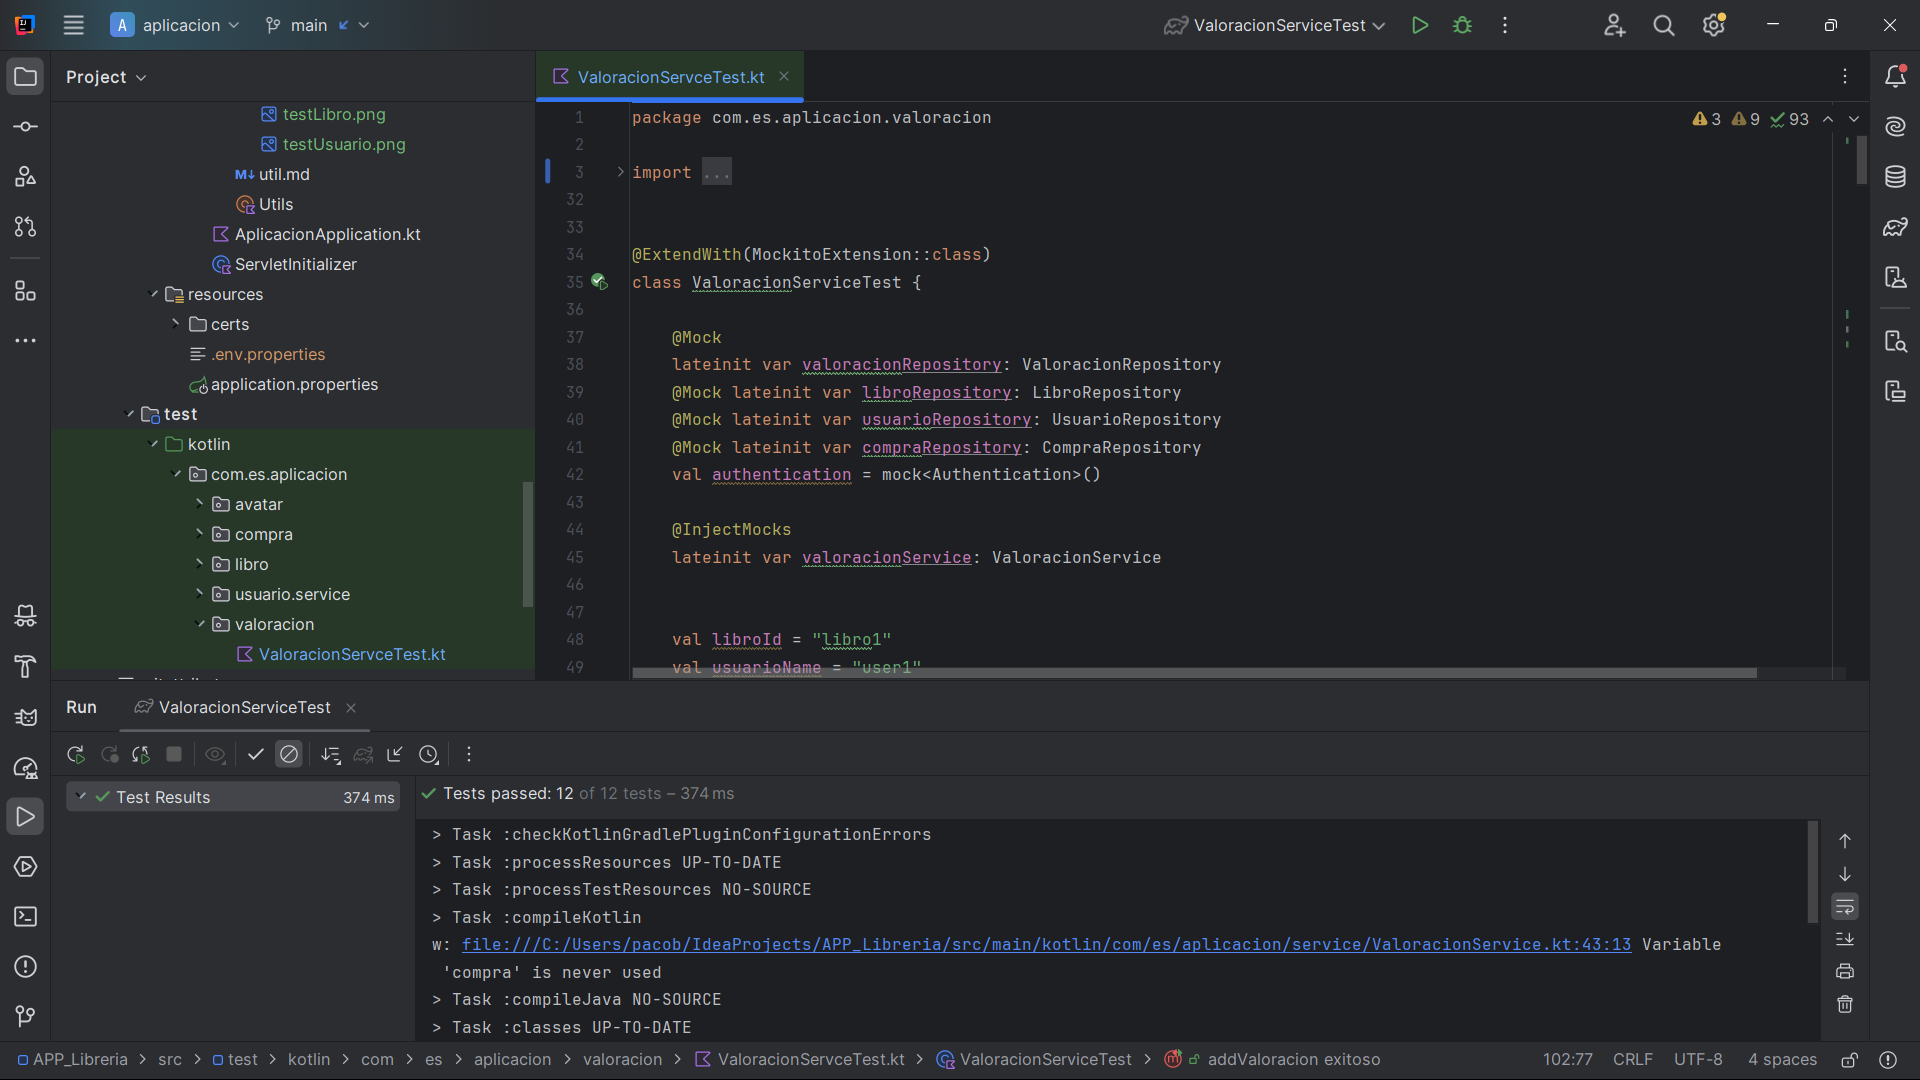 A aplicacion main ValoracionServiceTest
Project
testLibro.png
testUsuario.png
M↓ util.md
Utils
AplicacionApplication.kt
ServletInitializer
resources
certs
.env.properties
application.properties
test
kotlin
com.es.aplicacion
avatar
compra
libro
usuario.service
valoracion
ValoracionServceTest.kt
ValoracionServceTest.kt
3 9 93
1 package com.es.aplicacion.valoracion
2
3 import ...
32
33
34 @ExtendWith(MockitoExtension::class)
35 class ValoracionServiceTest {
36
37 @Mock
38 lateinit var valoracionRepository: ValoracionRepository
39 @Mock lateinit var libroRepository: LibroRepository
40 @Mock lateinit var usuarioRepository: UsuarioRepository
41 @Mock lateinit var compraRepository: CompraRepository
42 val authentication = mock<Authentication>()
43
44 @InjectMocks
45 lateinit var valoracionService: ValoracionService
46
47
48 val libroId = "libro1"
49 val usuarioName = "user1"
Run ValoracionServiceTest
Test Results 374 ms
Tests passed: 12 of 12 tests – 374 ms
> Task :checkKotlinGradlePluginConfigurationErrors
> Task :processResources UP-TO-DATE
> Task :processTestResources NO-SOURCE
> Task :compileKotlin
w: file:///C:/Users/pacob/IdeaProjects/APP_Libreria/src/main/kotlin/com/es/aplicacion/service/ValoracionService.kt:43:13 Variable
'compra' is never used
> Task :compileJava NO-SOURCE
> Task :classes UP-TO-DATE
APP_Libreria > src > test > kotlin > com > es > aplicacion > valoracion > ValoracionServceTest.kt > ValoracionServiceTest > m addValoracion exitoso 102:77 CRLF UTF-8 4 spaces